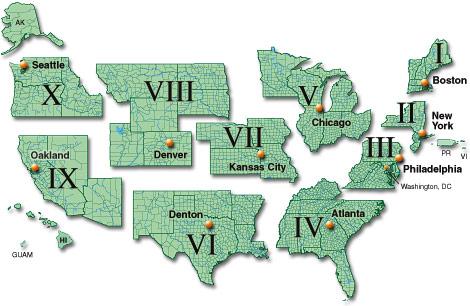 AK
Seattle
X
VIII
Denver
VII
Kansas City
V
Chicago
I
Boston
II
New
York
PR
VI
III
Philadelphia
Washington, DC
Oakland
IX
Denton
VI
IV
Atlanta
GUAM
HI